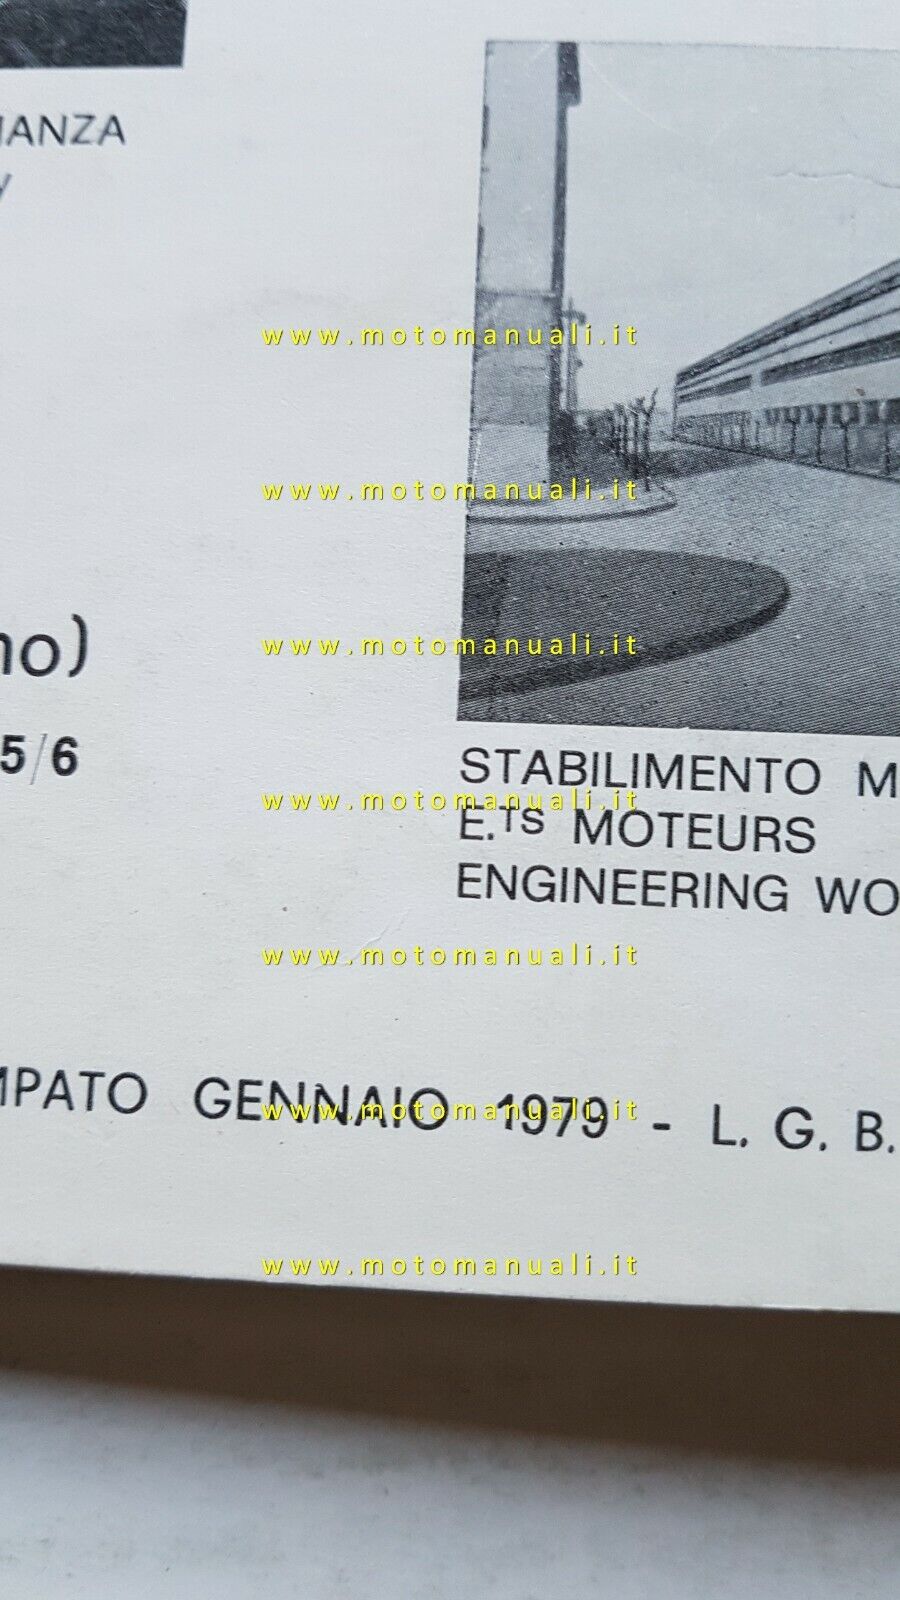 IANZA
www.motomanuali.it
www.motomanuali.it
no)
www.motomanuali.it
5/6
STABILIMENTO M
www.motomanuali.it
E.TS MOTEURS
ENGINEERING WO
www.motomanuali.it
MPATO GENNAIO 1979 - L. G. B.
www.motomanuali.it
www.motomanuali.it